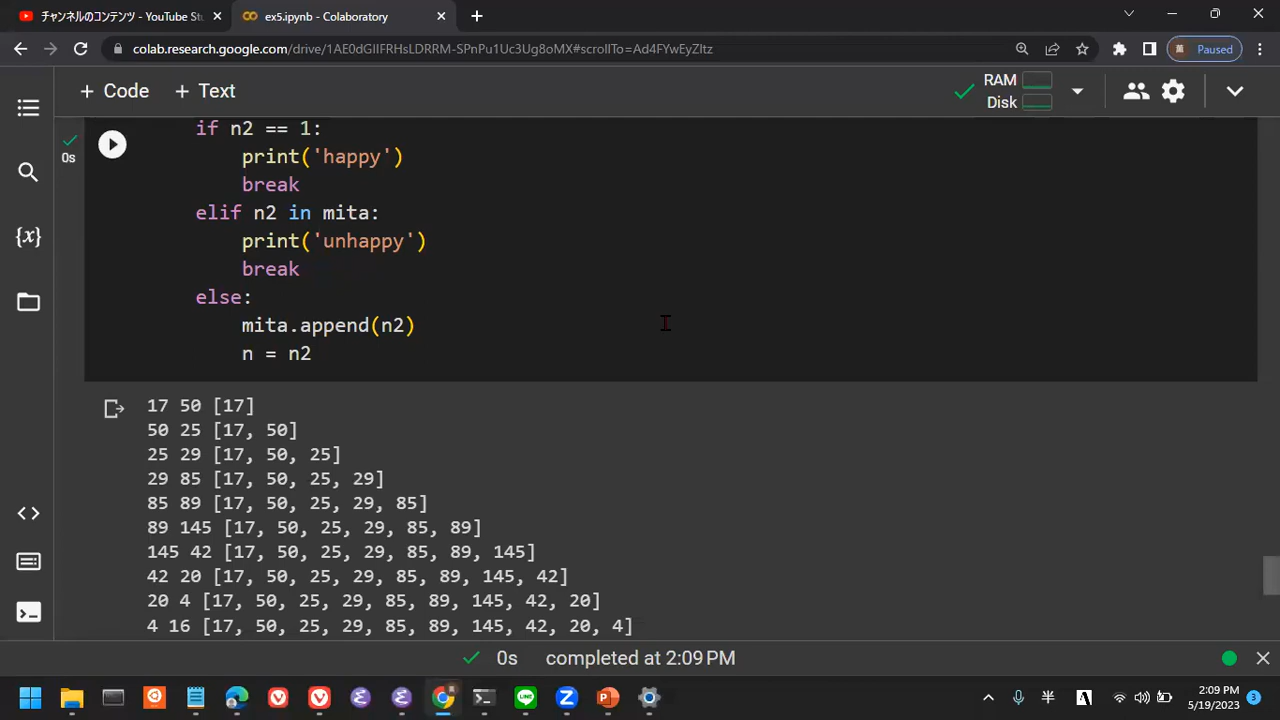 チャンネルのコンテンツ - YouTube Stu
ex5.ipynb - Colaboratory
colab.research.google.com/drive/1AE0dGlIFRHsLDRRM-SPnPu1Uc3Ug8oMX#scrollTo=Ad4FYwEyZItz
Paused
+ Code + Text
RAM
Disk
0s
if n2 == 1:
print('happy')
break
elif n2 in mita:
print('unhappy')
break
else:
mita.append(n2)
n = n2
{x}
17 50 [17]
50 25 [17, 50]
25 29 [17, 50, 25]
29 85 [17, 50, 25, 29]
85 89 [17, 50, 25, 29, 85]
89 145 [17, 50, 25, 29, 85, 89]
145 42 [17, 50, 25, 29, 85, 89, 145]
42 20 [17, 50, 25, 29, 85, 89, 145, 42]
20 4 [17, 50, 25, 29, 85, 89, 145, 42, 20]
4 16 [17, 50, 25, 29, 85, 89, 145, 42, 20, 4]
0s completed at 2:09 PM
LINE
A
2:09 PM
5/19/2023
3